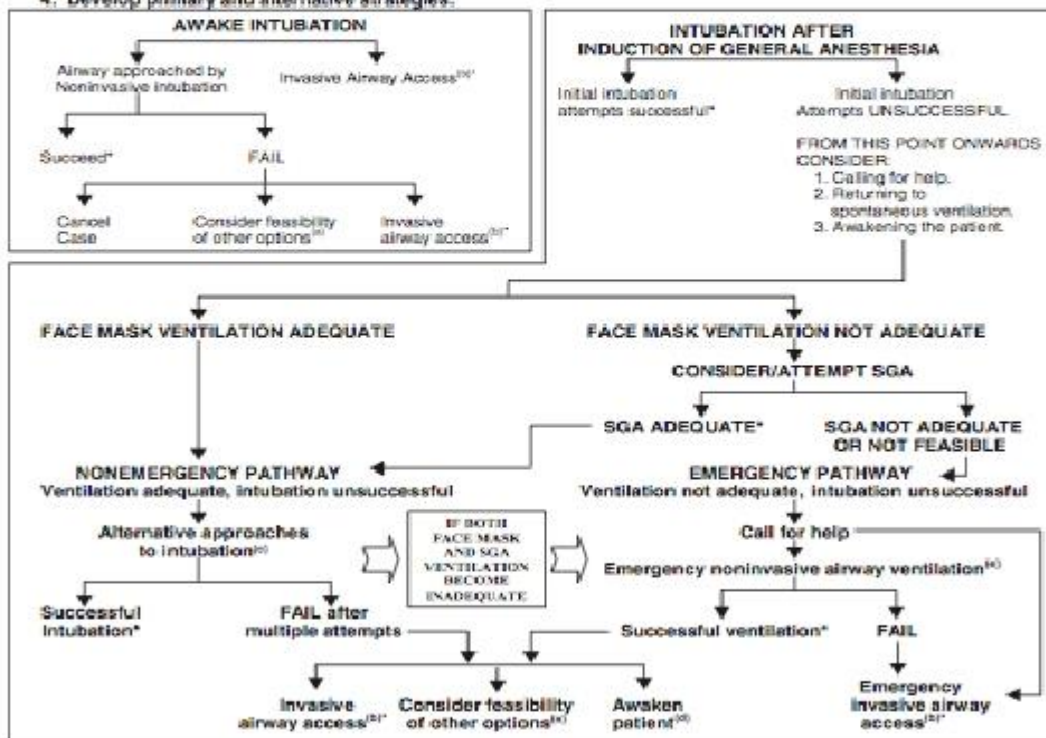 4. Develop primary and alternative strategies:
AWAKE INTUBATION
Airway approached by
Noninvasive intubation
Invasive Airway Access(b)*
Succeed*
FAIL
Cancel
Case
Consider feasibility
of other options(a)
Invasive
airway access(b)*
INTUBATION AFTER
INDUCTION OF GENERAL ANESTHESIA
Initial intubation
attempts successful*
Initial intubation
Attempts UNSUCCESSFUL
FROM THIS POINT ONWARDS
CONSIDER:
1. Calling for help.
2. Returning to
spontaneous ventilation.
3. Awakening the patient.
FACE MASK VENTILATION ADEQUATE
FACE MASK VENTILATION NOT ADEQUATE
CONSIDER/ATTEMPT SGA
SGA ADEQUATE*
SGA NOT ADEQUATE
OR NOT FEASIBLE
NONEMERGENCY PATHWAY
Ventilation adequate, intubation unsuccessful
EMERGENCY PATHWAY
Ventilation not adequate, intubation unsuccessful
Alternative approaches
to intubation(c)
IF BOTH
FACE MASK
AND SGA
VENTILATION
BECOME
INADEQUATE
Call for help
Emergency noninvasive airway ventilation(e)
Successful
Intubation*
FAIL after
multiple attempts
Successful ventilation*
FAIL
Invasive
airway access(b)*
Consider feasibility
of other options(a)
Awaken
patient(d)
Emergency
invasive airway
access(b)*